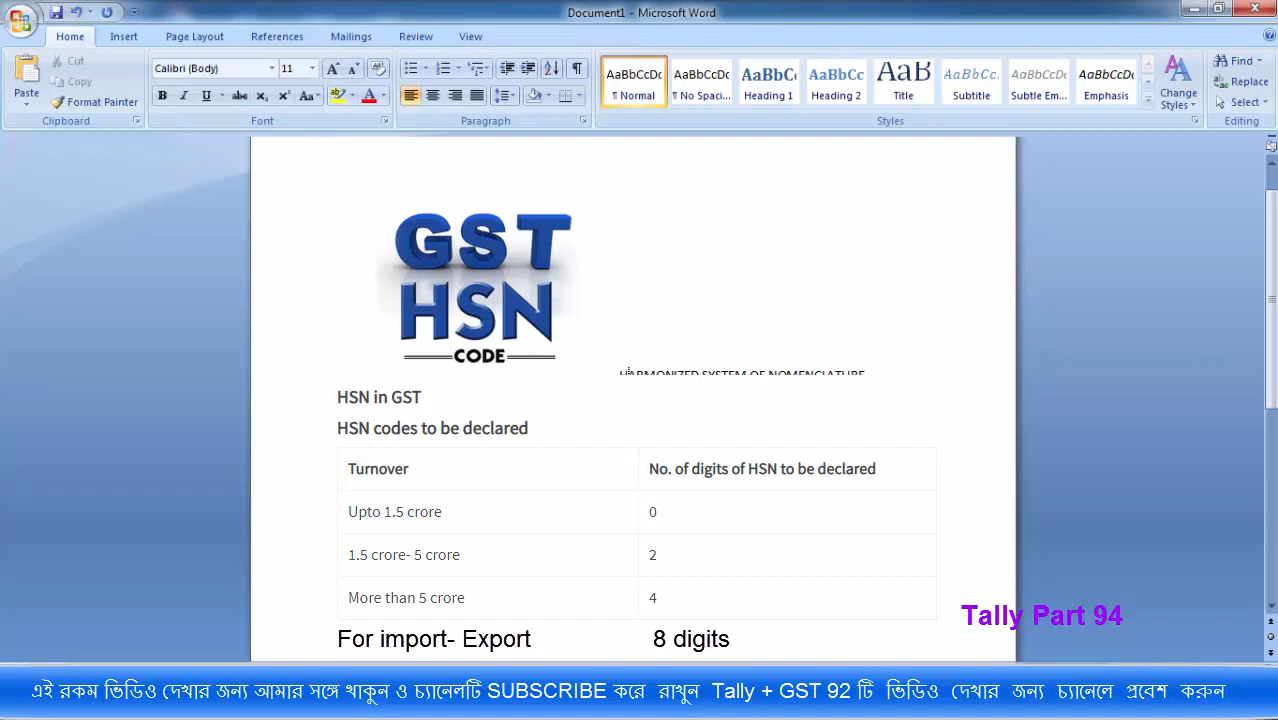 Document1 - Microsoft Word
Home Insert Page Layout References Mailings Review View
Paste
Cut
Copy
Format Painter
Clipboard
Calibri (Body) 11
Font
Paragraph
AaBbCcDc AaBbCcDc AaBbC AaBbCc AaB AaBbCc. AaBbCcDc AaBbCcDc
¶ Normal ¶ No Spaci... Heading 1 Heading 2 Title Subtitle Subtle Em... Emphasis
Change Styles
Styles
Find
Replace
Select
Editing
GST
HSN
CODE
HARMONIZED SYSTEM OF NOMENCLATURE
HSN in GST
HSN codes to be declared
Turnover No. of digits of HSN to be declared
Upto 1.5 crore 0
1.5 crore- 5 crore 2
More than 5 crore 4
Tally Part 94
For import- Export 8 digits
এই রকম ভিডিও দেখার জন্য আমার সঙ্গে থাকুন ও চ্যানেলটি SUBSCRIBE করে রাখুন Tally + GST 92 টি ভিডিও দেখার জন্য চ্যানেলে প্রবেশ করুন